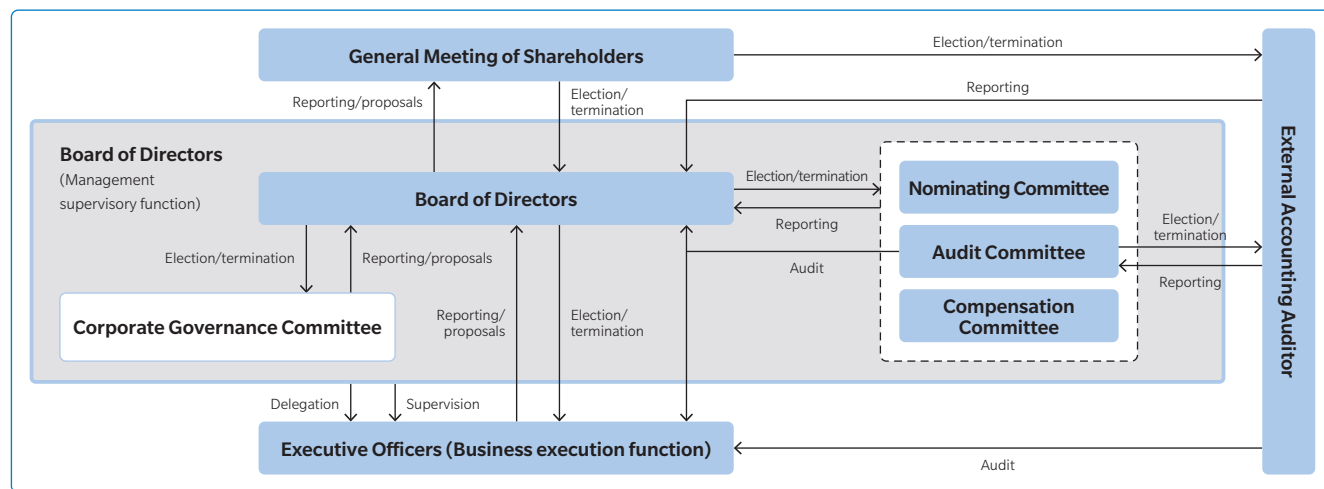 General Meeting of Shareholders
Election/termination
Reporting
Reporting/proposals
Election/
termination
Board of Directors
(Management
supervisory function)
Board of Directors
Election/termination
Reporting
Nominating Committee
Audit Committee
Compensation
Committee
Election/
termination
Reporting
Audit
Election/termination
Reporting/proposals
Corporate Governance Committee
Reporting/
proposals
Election/
termination
Delegation
Supervision
Executive Officers (Business execution function)
Audit
External Accounting Auditor